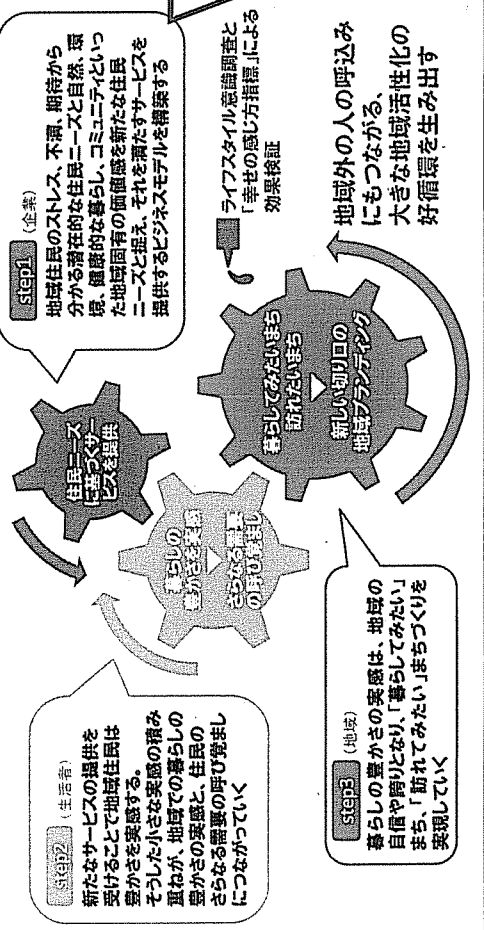 step1 (企業)
地域住民のストレス、不満、期待から
分かる潜在的な住民ニーズと自然、環
境、健康的な暮らし、コミュニティといっ
た地域固有の価値感を新たな住民
ニーズと捉え、それを満たすサービスを
提供するビジネスモデルを構築する
住民ニーズ
に基づくサー
ビスを提供
step2 (生活者)
新たなサービスの提供を
受けることで地域住民は
豊かさを実感する。
そうした小さな実感の積み
重ねが、地域での暮らしの
豊かさの実感と、住民の
さらなる需要の呼び覚まし
につながっていく
暮らしの
豊かさを実感
さらなる需要
の呼び覚まし
ライフスタイル意識調査と
「幸せの感じ方指標」による
効果検証
暮らしてみたいまち
訪れたいまち
新しい切り口の
地域ブランディング
step3 (地域)
暮らしの豊かさの実感は、地域の
自信や誇りとなり、「暮らしてみたい」
まち、「訪れてみたい」まちづくりを
実現していく
地域外の人の呼込み
にもつながる、
大きな地域活性化の
好循環を生み出す